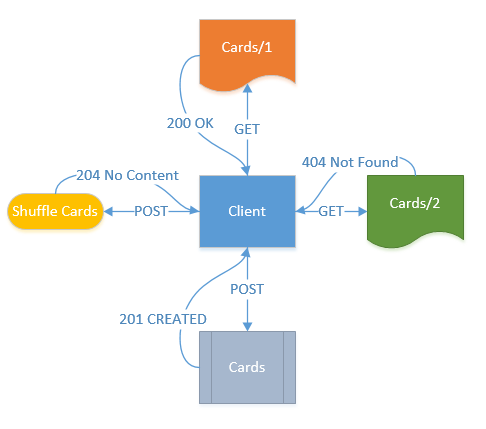 Cards/1
200 OK
GET
204 No Content
404 Not Found
Shuffle Cards
POST
Client
GET
Cards/2
POST
201 CREATED
Cards